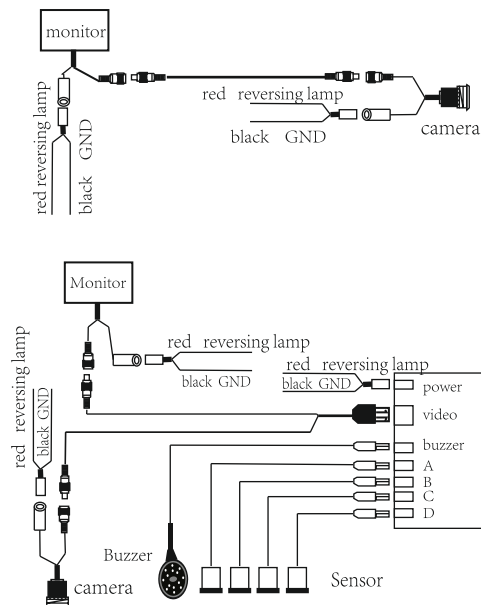 monitor
red reversing lamp
black GND
red reversing lamp
black GND
camera
Monitor
red reversing lamp
black GND
red reversing lamp
black GND
red reversing lamp
black GND
power
video
buzzer
A
B
C
D
Buzzer
camera
Sensor